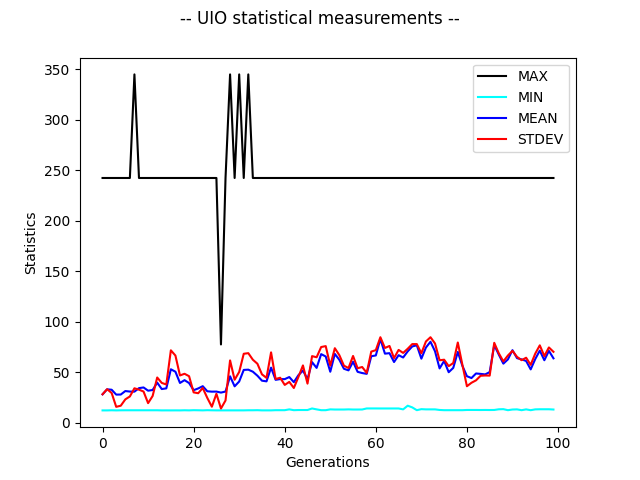 -- UIO statistical measurements --
350
300
250
200
150
100
50
0
Statistics
MAX
MIN
MEAN
STDEV
0 20 40 60 80 100
Generations